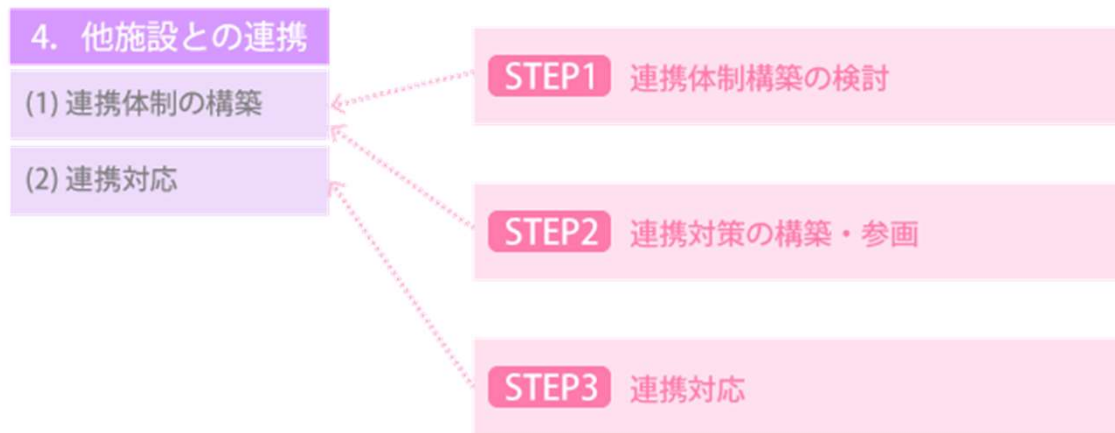 4. 他施設との連携
(1) 連携体制の構築
(2) 連携対応
STEP1 連携体制構築の検討
STEP2 連携対策の構築・参画
STEP3 連携対応